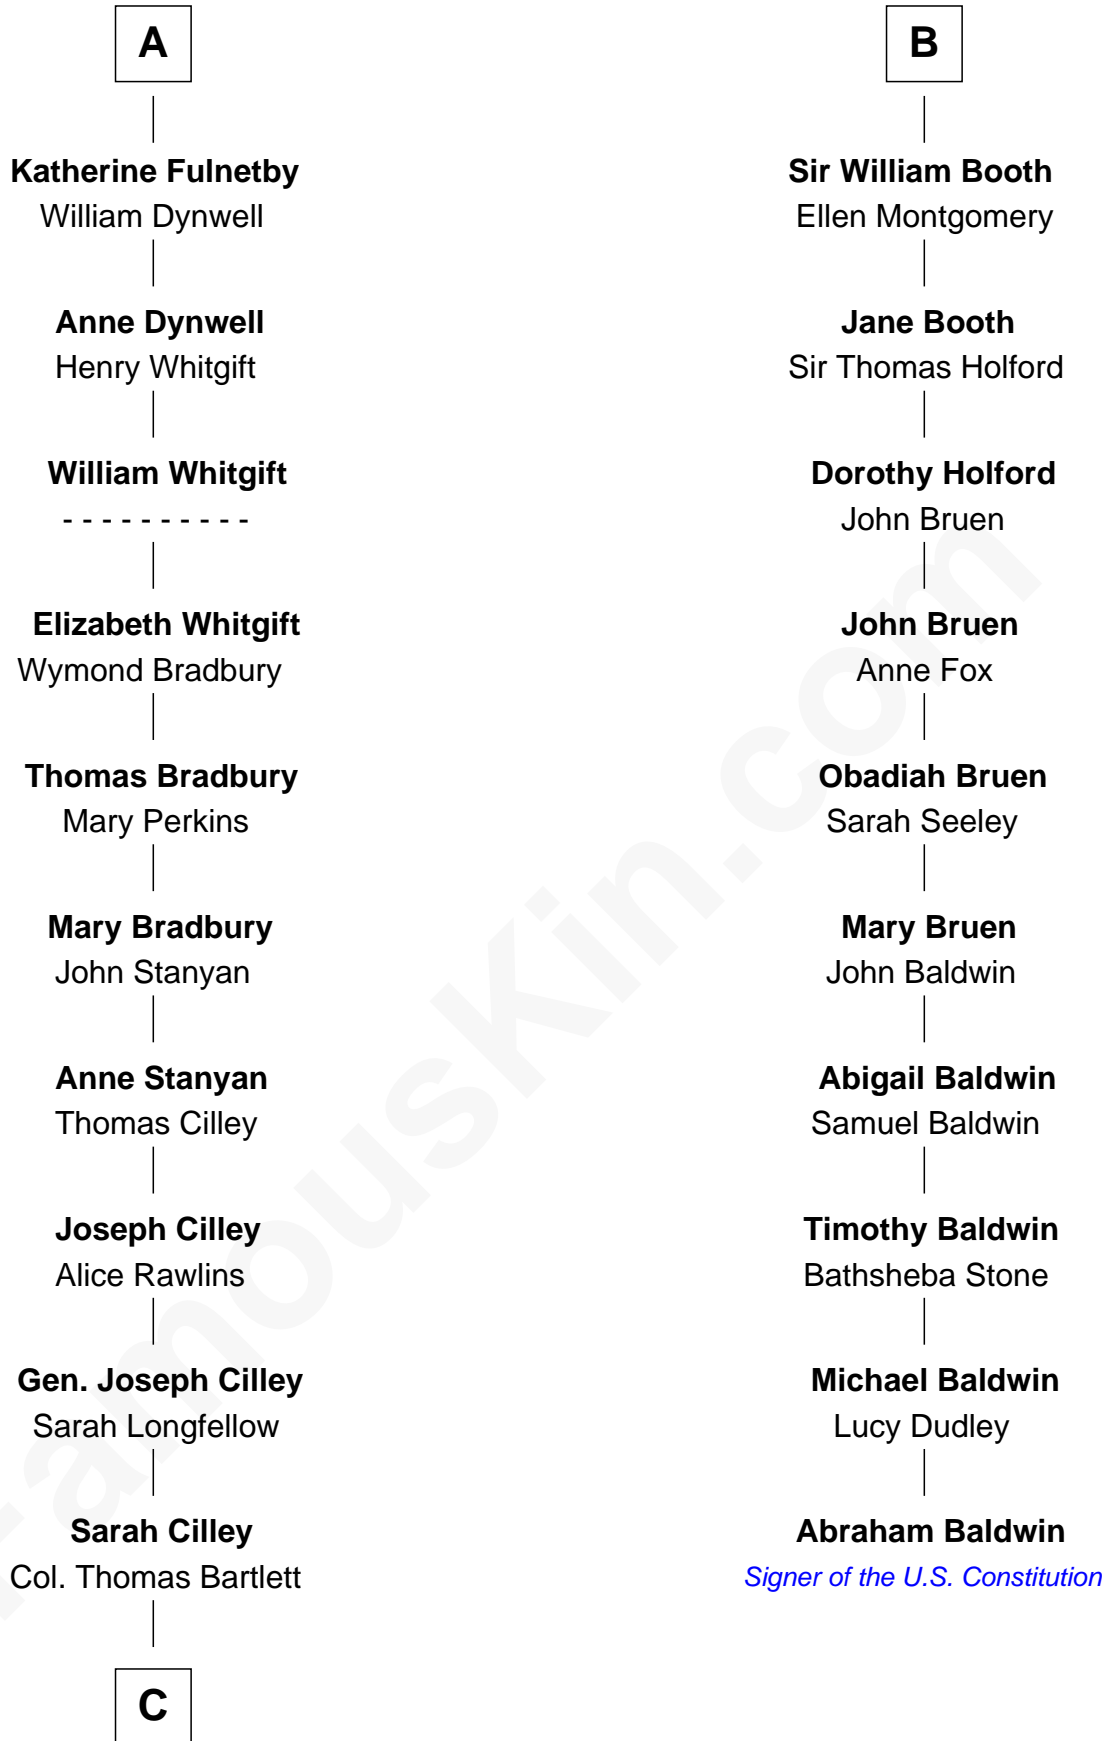 A
Katherine Fulnetby
William Dynwell
Anne Dynwell
Henry Whitgift
William Whitgift
- - - - - - - - - -
Elizabeth Whitgift
Wymond Bradbury
Thomas Bradbury
Mary Perkins
Mary Bradbury
John Stanyan
Anne Stanyan
Thomas Cilley
Joseph Cilley
Alice Rawlins
Gen. Joseph Cilley
Sarah Longfellow
Sarah Cilley
Col. Thomas Bartlett
C
B
Sir William Booth
Ellen Montgomery
Jane Booth
Sir Thomas Holford
Dorothy Holford
John Bruen
John Bruen
Anne Fox
Obadiah Bruen
Sarah Seeley
Mary Bruen
John Baldwin
Abigail Baldwin
Samuel Baldwin
Timothy Baldwin
Bathsheba Stone
Michael Baldwin
Lucy Dudley
Abraham Baldwin
Signer of the U.S. Constitution
FamousKin.com